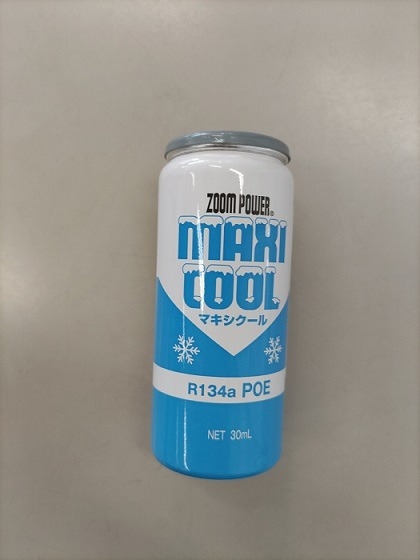 ZOOM POWER®
MAXI
COOL
マキシクール
R134a POE
NET 30mL